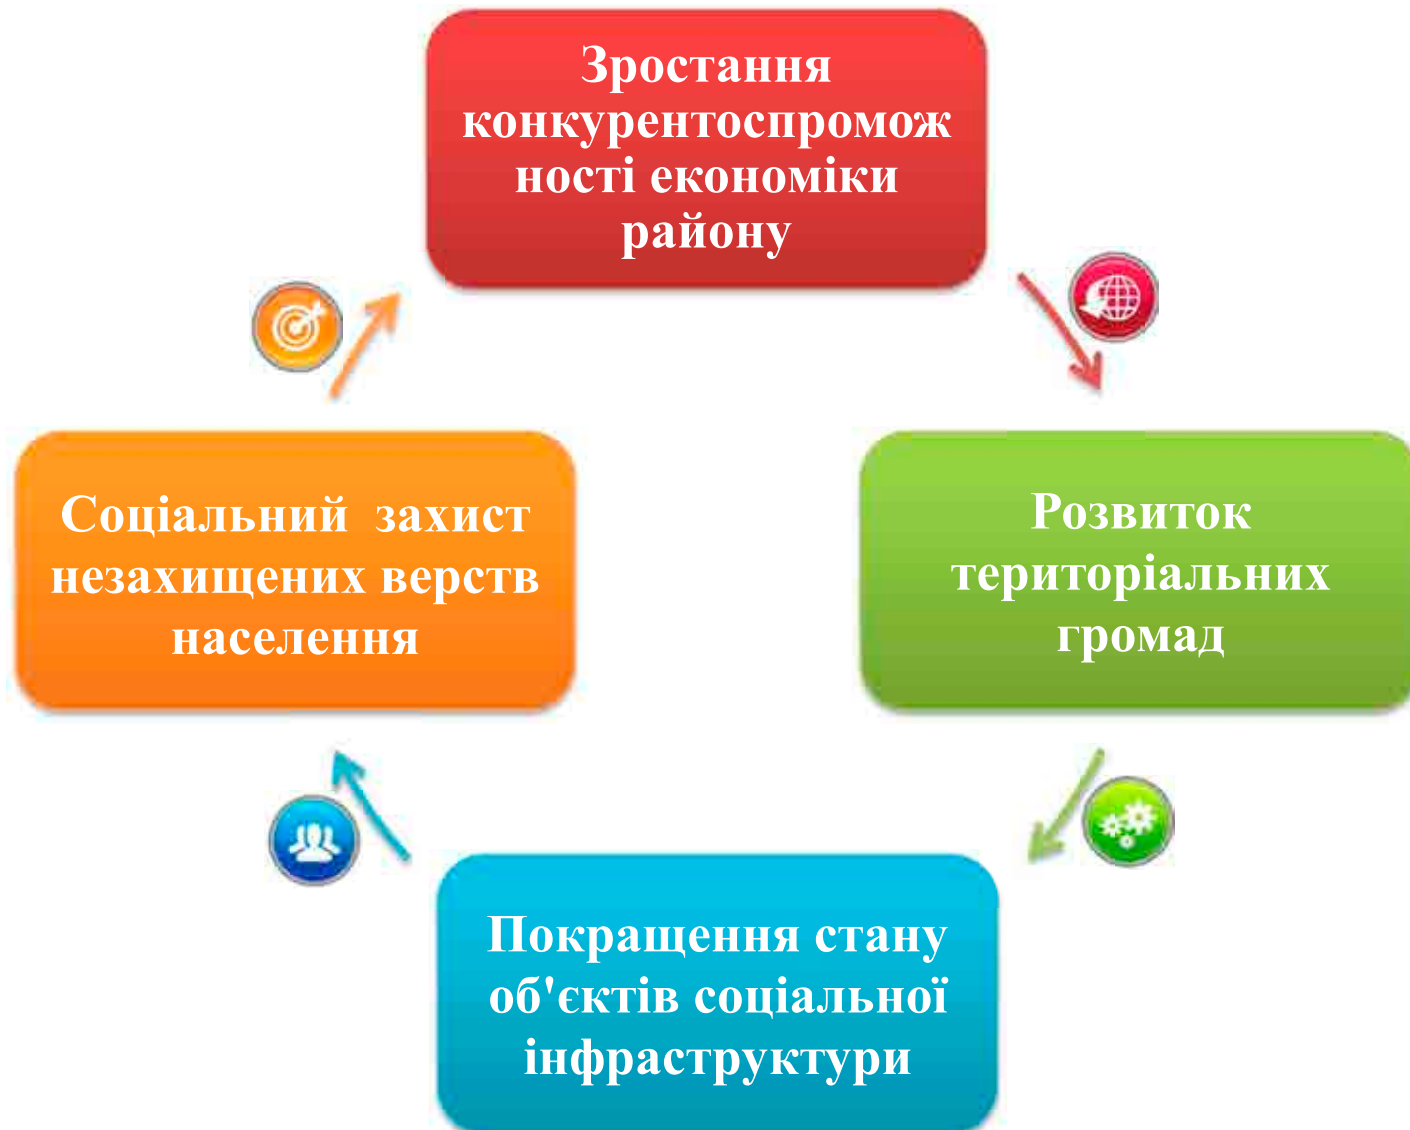 Зростання
конкурентоспромож
ності економіки
району
Соціальний захист
незахищених верств
населення
Розвиток
територіальних
громад
Покращення стану
об'єктів соціальної
інфраструктури